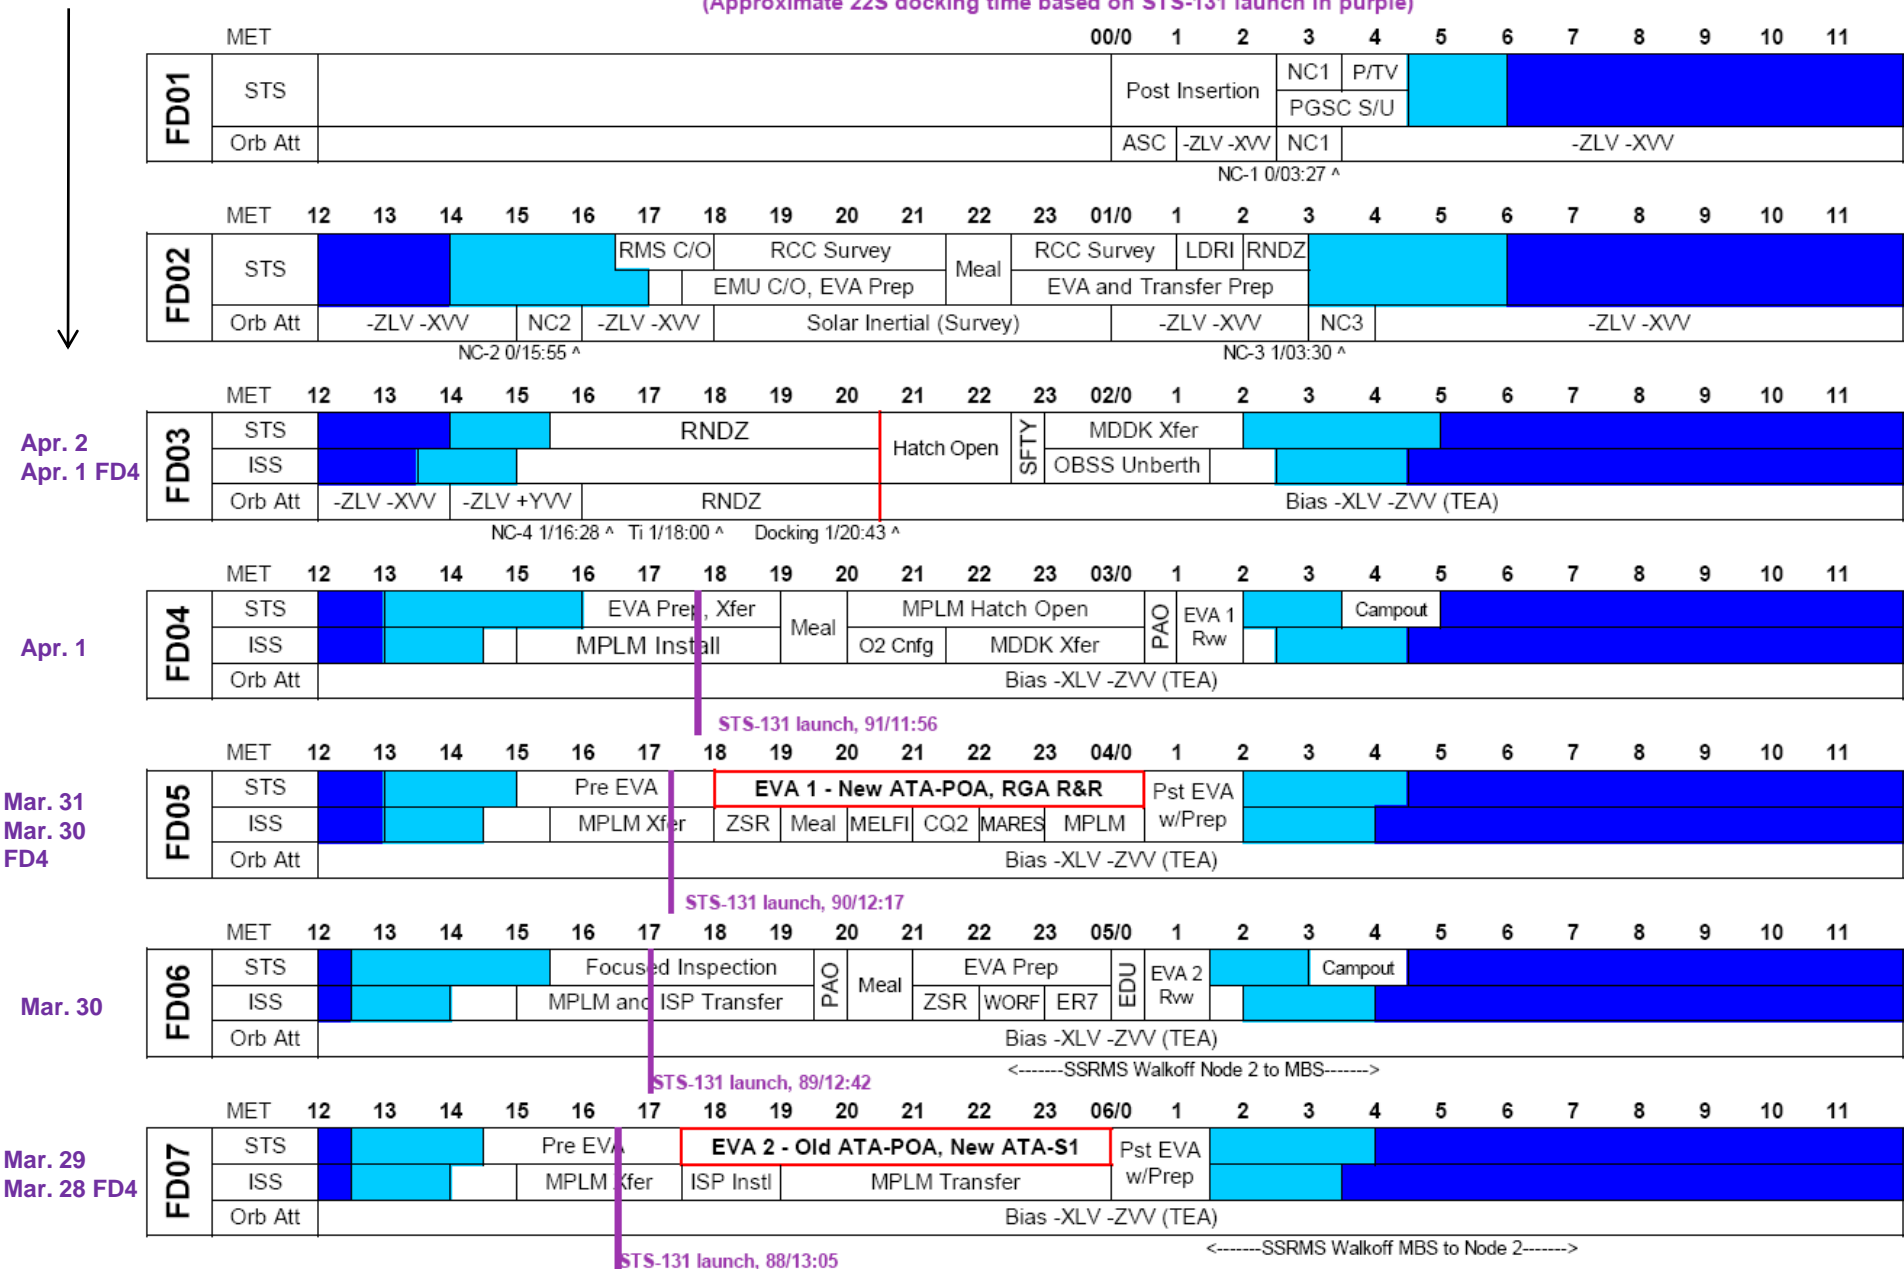 (Approximate 22S docking time based on STS-131 launch in purple)
MET 00/0 1 2 3 4 5 6 7 8 9 10 11
FD01
STS Post Insertion NC1 P/TV
PGSC S/U
Orb Att ASC -ZLV -XVV NC1 -ZLV -XVV
NC-1 0/03:27 ^
MET 12 13 14 15 16 17 18 19 20 21 22 23 01/0 1 2 3 4 5 6 7 8 9 10 11
FD02
STS RMS C/O RCC Survey Meal RCC Survey LDRI RNDZ
EMU C/O, EVA Prep EVA and Transfer Prep
Orb Att -ZLV -XVV NC2 -ZLV -XVV Solar Inertial (Survey) -ZLV -XVV NC3 -ZLV -XVV
NC-2 0/15:55 ^ NC-3 1/03:30 ^
MET 12 13 14 15 16 17 18 19 20 21 22 23 02/0 1 2 3 4 5 6 7 8 9 10 11
Apr. 2
Apr. 1 FD4
FD03
STS RNDZ Hatch Open SFTY MDDK Xfer
ISS OBSS Unberth
Orb Att -ZLV -XVV -ZLV +YVV RNDZ Bias -XLV -ZVV (TEA)
NC-4 1/16:28 ^ Ti 1/18:00 ^ Docking 1/20:43 ^
MET 12 13 14 15 16 17 18 19 20 21 22 23 03/0 1 2 3 4 5 6 7 8 9 10 11
Apr. 1
FD04
STS EVA Prep, Xfer Meal MPLM Hatch Open PAO EVA 1 Rvw Campout
ISS MPLM Install O2 Cnfg MDDK Xfer
Orb Att Bias -XLV -ZVV (TEA)
STS-131 launch, 91/11:56
MET 12 13 14 15 16 17 18 19 20 21 22 23 04/0 1 2 3 4 5 6 7 8 9 10 11
Mar. 31
Mar. 30
FD4
FD05
STS Pre EVA EVA 1 - New ATA-POA, RGA R&R Pst EVA w/Prep
ISS MPLM Xfer ZSR Meal MELFI CQ2 MARES MPLM
Orb Att Bias -XLV -ZVV (TEA)
STS-131 launch, 90/12:17
MET 12 13 14 15 16 17 18 19 20 21 22 23 05/0 1 2 3 4 5 6 7 8 9 10 11
Mar. 30
FD06
STS Focused Inspection PAO Meal EVA Prep EDU EVA 2 Rvw Campout
ISS MPLM and ISP Transfer ZSR WORF ER7
Orb Att Bias -XLV -ZVV (TEA)
<-------SSRMS Walkoff Node 2 to MBS------->
STS-131 launch, 89/12:42
MET 12 13 14 15 16 17 18 19 20 21 22 23 06/0 1 2 3 4 5 6 7 8 9 10 11
Mar. 29
Mar. 28 FD4
FD07
STS Pre EVA EVA 2 - Old ATA-POA, New ATA-S1 Pst EVA w/Prep
ISS MPLM Xfer ISP Instl MPLM Transfer
Orb Att Bias -XLV -ZVV (TEA)
<-------SSRMS Walkoff MBS to Node 2------->
STS-131 launch, 88/13:05